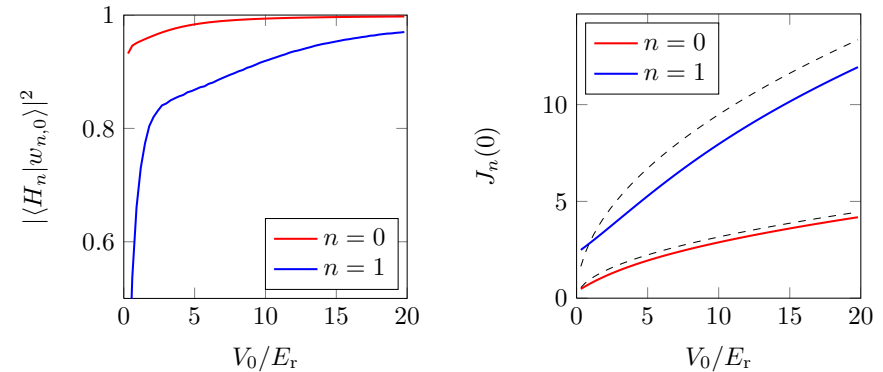 1
0.8
0.6
|⟨H_n|w_{n,0}⟩|^2
n = 0
n = 1
0 5 10 15 20
V_0/E_r
10
5
0
J_n(0)
n = 0
n = 1
0 5 10 15 20
V_0/E_r